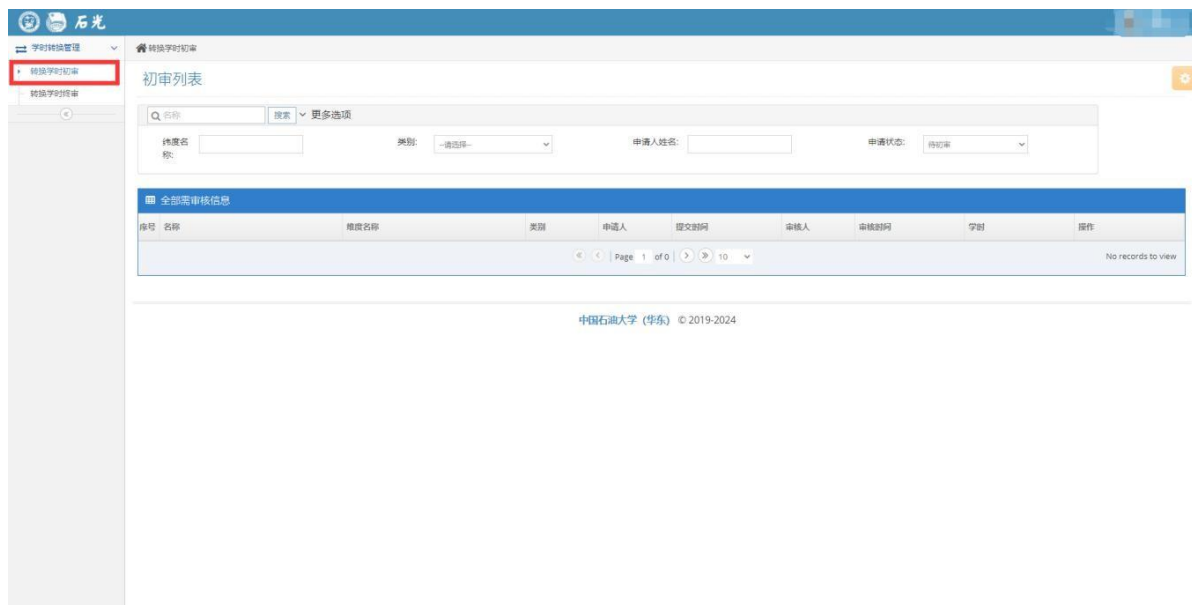 石光
学时转换管理
转换学时初审
转换学时初审
转换学时终审
初审列表
名称
搜索
更多选项
纬度名称:
类别:
--请选择--
申请人姓名:
申请状态:
待初审
全部需审核信息
序号 名称 维度名称 类别 申请人 提交时间 审核人 审核时间 学时 操作
Page 1 of 0 10 No records to view
中国石油大学 (华东) © 2019-2024